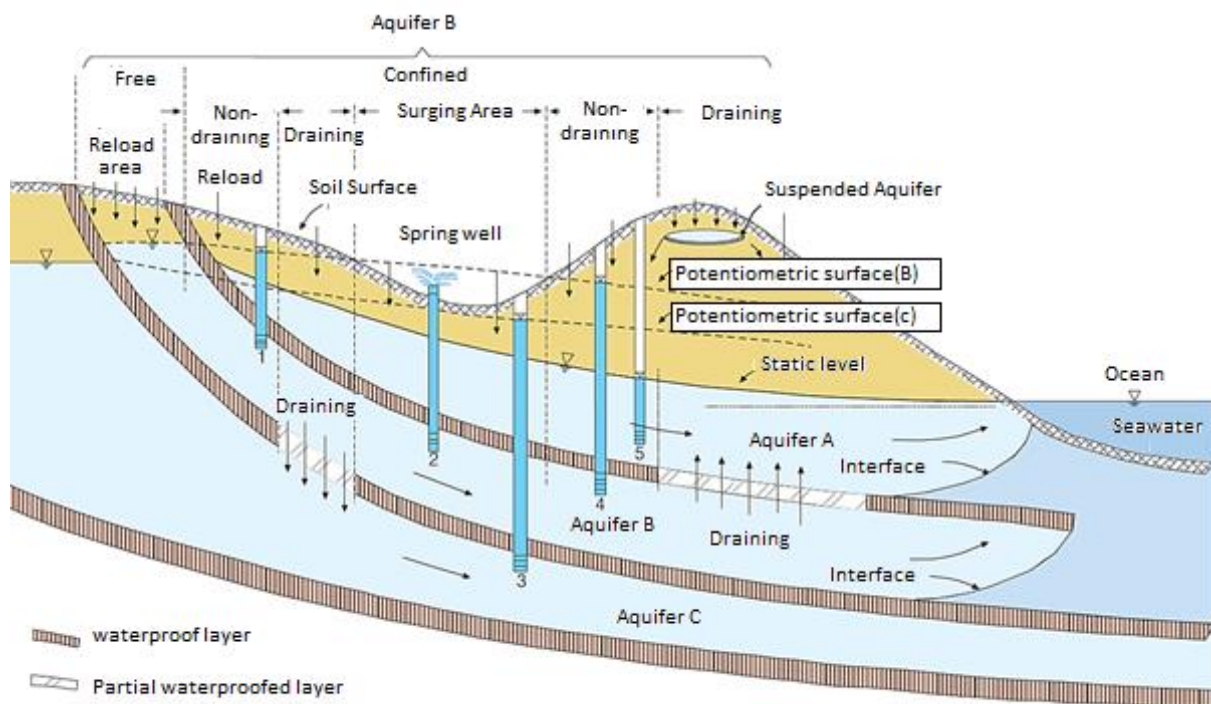 Aquifer B
Free
Confined
Non-
draining
Draining
Surging Area
Non-
draining
Draining
Reload
area
Reload
Soil Surface
Suspended Aquifer
Spring well
Potentiometric surface(B)
Potentiometric surface(c)
1
Static level
Ocean
Seawater
Draining
2
5
Aquifer A
Interface
4
Aquifer B
Draining
3
Interface
Aquifer C
waterproof layer
Partial waterproofed layer